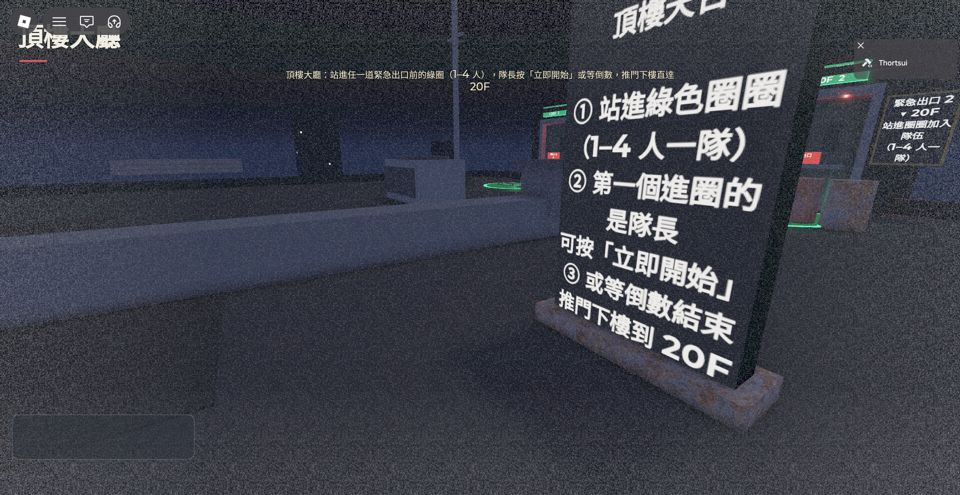 頂樓大廳
頂樓大廳：站進任一道緊急出口前的綠圈（1–4 人），隊長按「立即開始」或等倒數，推門下樓直達
20F
Thortsui
頂樓大台
① 站進綠色圈圈
（1–4 人一隊）
② 第一個進圈的
是隊長
可按「立即開始」
③ 或等倒數結束
推門下樓到 20F
OF 2
緊急出口 2
▼ 20F
站進圈圈加入
隊伍
（1–4 人一
隊）